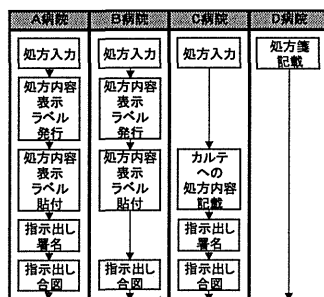 A病院 B病院 C病院 D病院
処方入力 処方入力 処方入力 処方箋
記載
処方内容
表示
ラベル
発行
処方内容
表示
ラベル
発行
処方内容
表示
ラベル
貼付
処方内容
表示
ラベル
貼付
カルテ
への
処方内容
記載
指示出し
署名
指示出し
署名
指示出し
合図
指示出し
合図
指示出し
合図